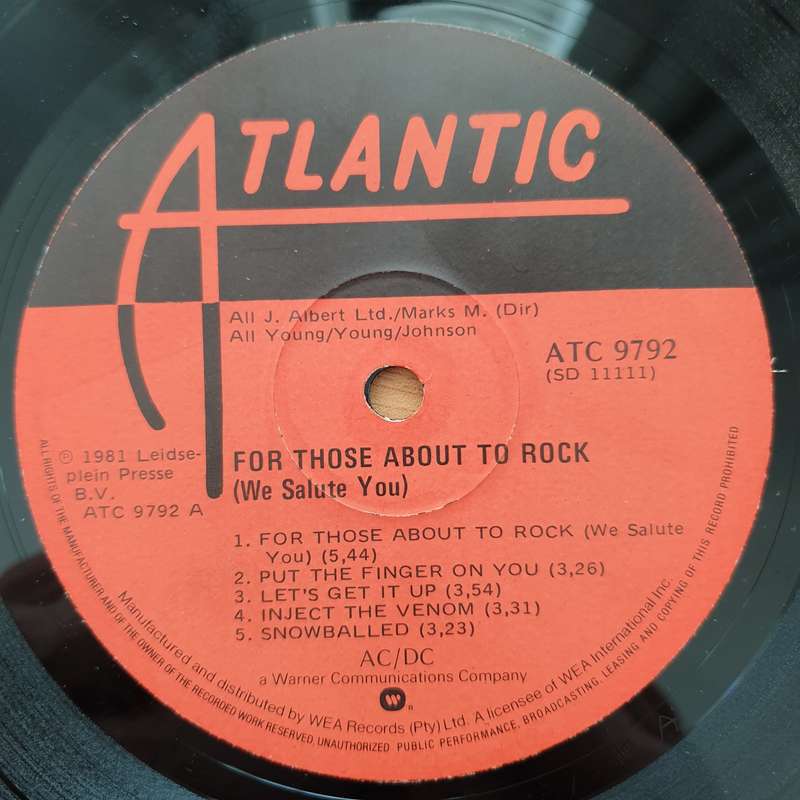 ATLANTIC
All J. Albert Ltd./Marks M. (Dir)
All Young/Young/Johnson
ATC 9792
(SD 11111)
℗ 1981 Leidse-
plein Presse
B.V.
ATC 9792 A
FOR THOSE ABOUT TO ROCK
(We Salute You)
1. FOR THOSE ABOUT TO ROCK (We Salute
You) (5,44)
2. PUT THE FINGER ON YOU (3,26)
3. LET'S GET IT UP (3,54)
4. INJECT THE VENOM (3,31)
5. SNOWBALLED (3,23)
AC/DC
a Warner Communications Company
Manufactured and distributed by WEA Records (Pty) Ltd. A licensee of WEA International Inc.
ALL RIGHTS OF THE MANUFACTURER AND OF THE OWNER OF THE RECORDED WORK RESERVED, UNAUTHORIZED PUBLIC PERFORMANCE, BROADCASTING, LEASING AND COPYING OF THIS RECORD PROHIBITED